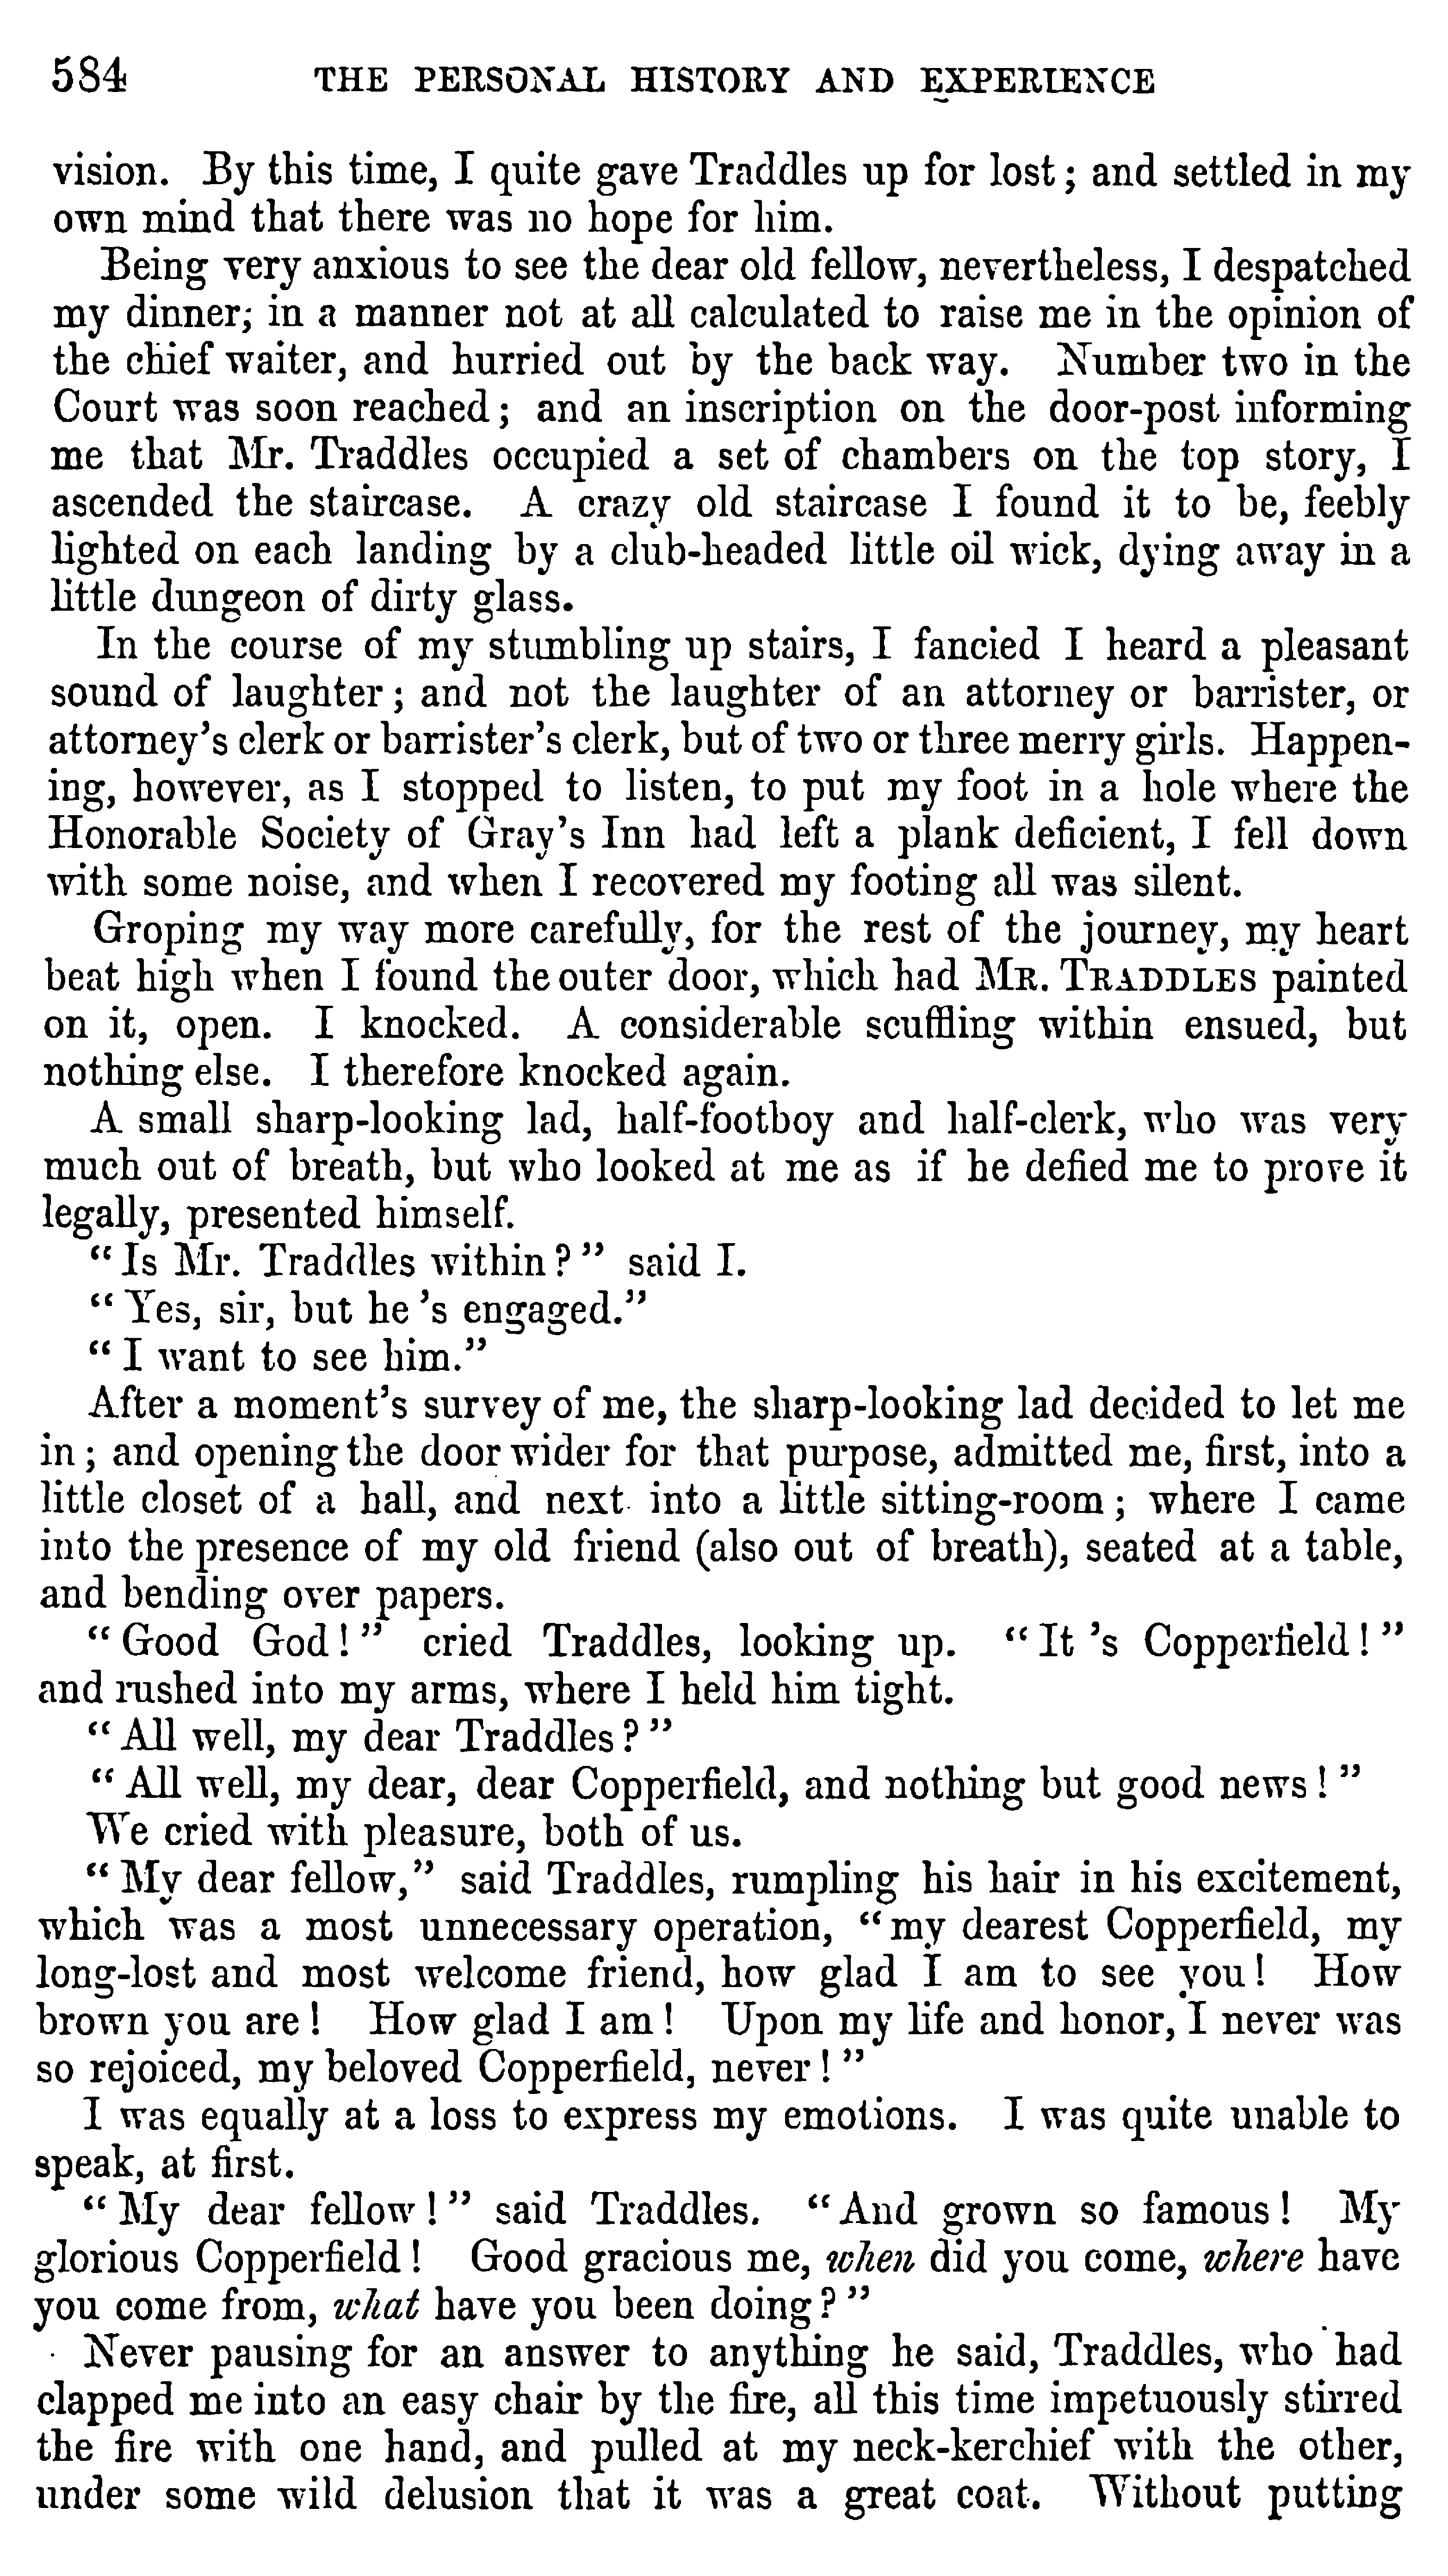 584 THE PERSONAL HISTORY AND EXPERIENCE
vision. By this time, I quite gave Traddles up for lost; and settled in my
own mind that there was no hope for him.
Being very anxious to see the dear old fellow, nevertheless, I despatched
my dinner, in a manner not at all calculated to raise me in the opinion of
the chief waiter, and hurried out by the back way. Number two in the
Court was soon reached; and an inscription on the door-post informing
me that Mr. Traddles occupied a set of chambers on the top story, I
ascended the staircase. A crazy old staircase I found it to be, feebly
lighted on each landing by a club-headed little oil wick, dying away in a
little dungeon of dirty glass.
In the course of my stumbling up stairs, I fancied I heard a pleasant
sound of laughter; and not the laughter of an attorney or barrister, or
attorney's clerk or barrister's clerk, but of two or three merry girls. Happen-
ing, however, as I stopped to listen, to put my foot in a hole where the
Honorable Society of Gray's Inn had left a plank deficient, I fell down
with some noise, and when I recovered my footing all was silent.
Groping my way more carefully, for the rest of the journey, my heart
beat high when I found the outer door, which had MR. TRADDLES painted
on it, open. I knocked. A considerable scuffling within ensued, but
nothing else. I therefore knocked again.
A small sharp-looking lad, half-footboy and half-clerk, who was very
much out of breath, but who looked at me as if he defied me to prove it
legally, presented himself.
"Is Mr. Traddles within?" said I.
"Yes, sir, but he 's engaged."
"I want to see him."
After a moment's survey of me, the sharp-looking lad decided to let me
in; and opening the door wider for that purpose, admitted me, first, into a
little closet of a hall, and next into a little sitting-room; where I came
into the presence of my old friend (also out of breath), seated at a table,
and bending over papers.
"Good God!" cried Traddles, looking up. "It 's Copperfield!"
and rushed into my arms, where I held him tight.
"All well, my dear Traddles?"
"All well, my dear, dear Copperfield, and nothing but good news!"
We cried with pleasure, both of us.
"My dear fellow," said Traddles, rumpling his hair in his excitement,
which was a most unnecessary operation, "my dearest Copperfield, my
long-lost and most welcome friend, how glad I am to see you! How
brown you are! How glad I am! Upon my life and honor, I never was
so rejoiced, my beloved Copperfield, never!"
I was equally at a loss to express my emotions. I was quite unable to
speak, at first.
"My dear fellow!" said Traddles. "And grown so famous! My
glorious Copperfield! Good gracious me, when did you come, where have
you come from, what have you been doing?"
Never pausing for an answer to anything he said, Traddles, who had
clapped me into an easy chair by the fire, all this time impetuously stirred
the fire with one hand, and pulled at my neck-kerchief with the other,
under some wild delusion that it was a great coat. Without putting